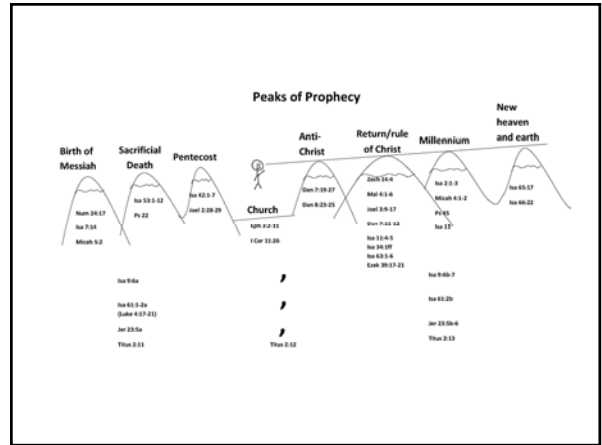 Peaks of Prophecy
Birth of
Messiah
Num 24:17
Isa 7:14
Micah 5:2
Sacrificial
Death
Isa 53:1-12
Ps 22
Pentecost
Isa 42:1-7
Joel 2:28-29
Church
I Cor 11:26
Anti-
Christ
Dan 7:19-27
Dan 8:23-25
Return/rule
of Christ
Zech 14:4
Mal 4:1-6
Joel 3:9-17
Isa 11:4-5
Isa 34:1ff
Isa 63:1-6
Ezek 39:17-21
Millennium
Isa 2:1-3
Micah 4:1-2
Ps 45
Isa 11
New
heaven
and earth
Isa 65:17
Isa 66:22
Isa 9:6a
,
Isa 9:6b-7
Isa 61:1-2a
(Luke 4:17-21)
,
Isa 61:2b
Jer 23:5a
,
Jer 23:5b-6
Titus 2:11
Titus 2:12
Titus 2:13